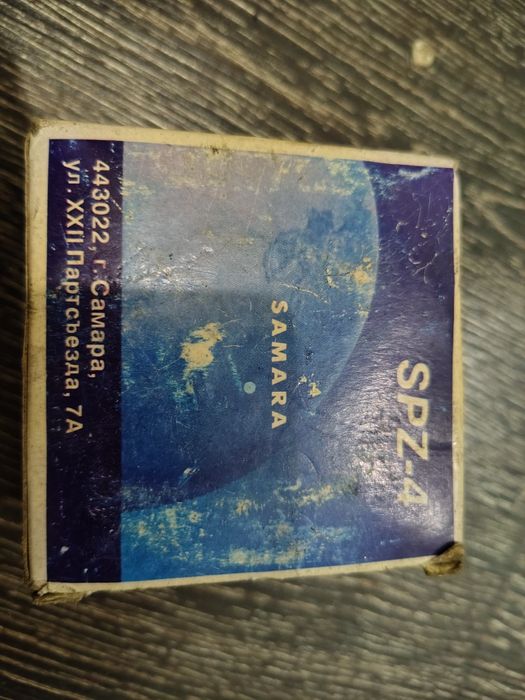 SPZ-4
SAMARA
443022, г. Самара,
ул. XXII Партсъезда, 7А